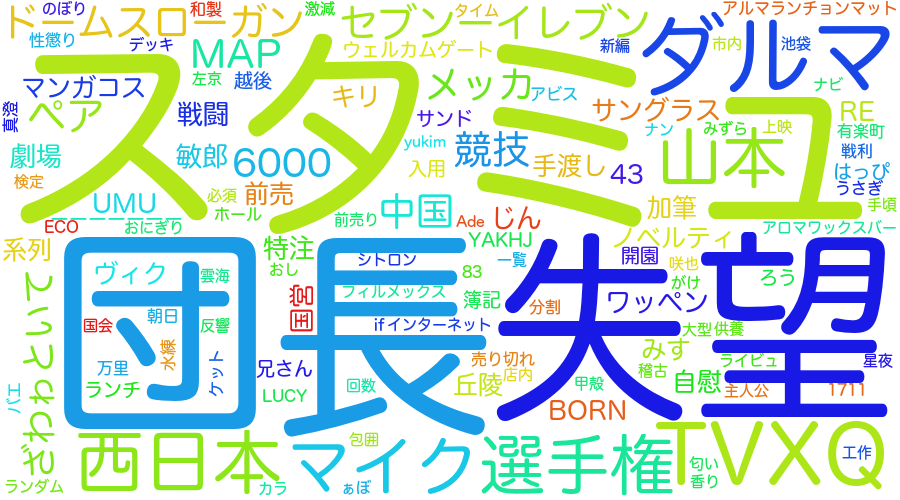 のぼり
和製
激減
タイム
アルマランチョンマット
ドームスローガン
セブンーイレブン
性懲り
デッキ
MAP
ウェルカムゲート
新編
ダルマ
市内
池袋
左京
越後
マンガコス
スタミナ
メッカ
アビス
ナビ
ペア
キリ
サンド
サングラス
RE
真澄
戦闘
yukim
ナン
みずら
上映
有楽町
劇場
敏郎
6000
競技
手渡し
43
山本
ユ
戦利
検定
入用
はっぴ
うさぎ
UMU
必須
前売
加筆
手頃
ホール
前売り
中国
Ade
じん
ECO
おにぎり
アロマワックスバー
系列
特注
YAKHJ
ノベルティ
団長
失望
おし
シトロン
一覧
開園
咲也
ろう
ヴィク
雲海
83
がけ
フィルメックス
簿記
ワッペン
国営
朝日
国会
反響
if
インターネット
分割
大型
供養
ていいとわわざ
万里
水練
兄さん
売り切れ
みす
ライビュ
星夜
ケット
店内
稽古
ランチ
LUCY
回数
丘陵
甲殻
自慰
主人公
1711
バエ
BORN
西日本
マイク
包囲
選手権
TVXQ
工作
匂い
香り
ランダム
カラ
ぁぼ